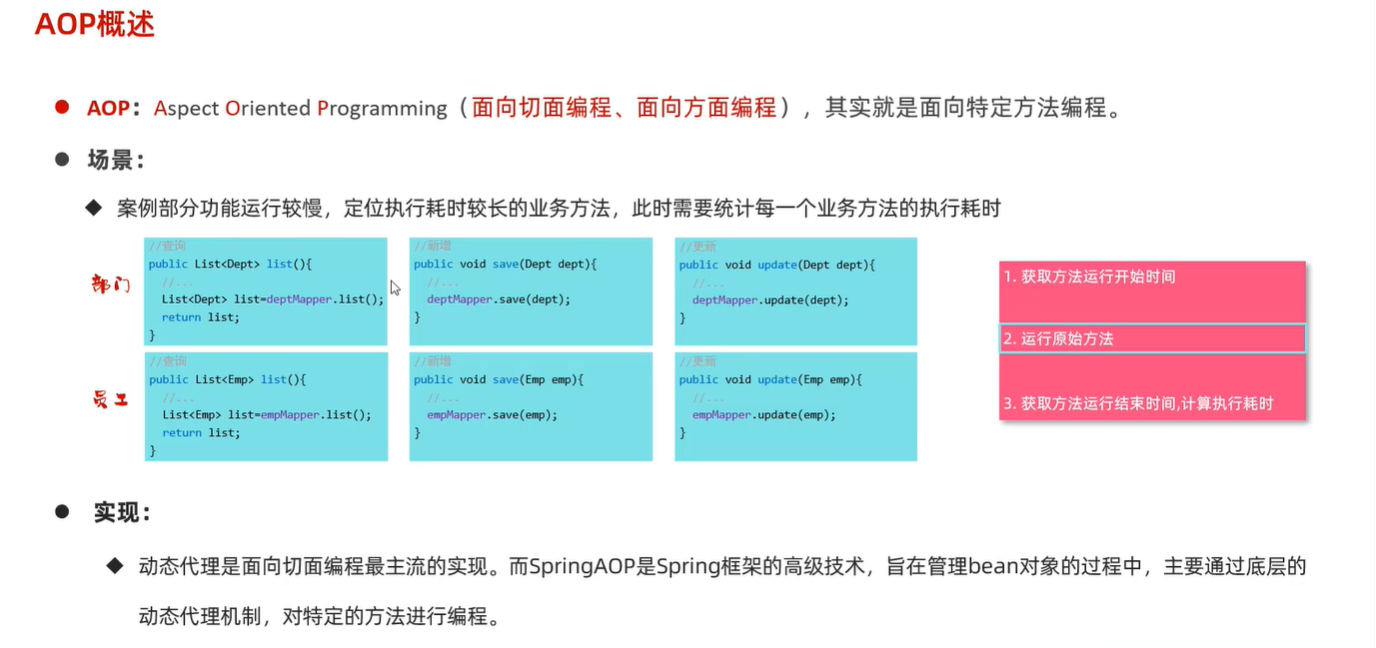 AOP概述
AOP：Aspect Oriented Programming（面向切面编程、面向方面编程），其实就是面向特定方法编程。
场景：
案例部分功能运行较慢，定位执行耗时较长的业务方法，此时需要统计每一个业务方法的执行耗时
部门
//查询
public List<Dept> list(){
//...
List<Dept> list=deptMapper.list();
return list;
}
//新增
public void save(Dept dept){
//...
deptMapper.save(dept);
}
//更新
public void update(Dept dept){
//...
deptMapper.update(dept);
}
员工
//查询
public List<Emp> list(){
//...
List<Emp> list=empMapper.list();
return list;
}
//新增
public void save(Emp emp){
//...
empMapper.save(emp);
}
//更新
public void update(Emp emp){
//...
empMapper.update(emp);
}
1. 获取方法运行开始时间
2. 运行原始方法
3. 获取方法运行结束时间,计算执行耗时
实现：
动态代理是面向切面编程最主流的实现。而SpringAOP是Spring框架的高级技术，旨在管理bean对象的过程中，主要通过底层的
动态代理机制，对特定的方法进行编程。